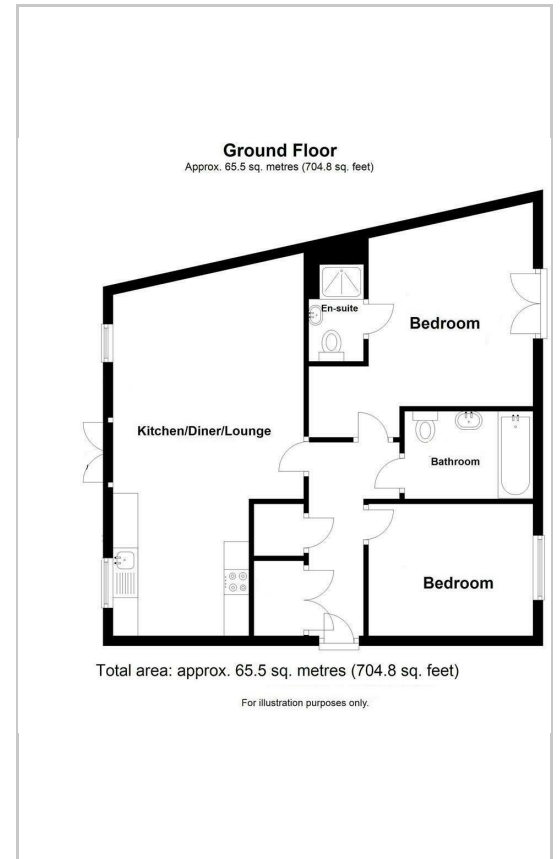 Ground Floor
Approx. 65.5 sq. metres (704.8 sq. feet)
En-suite
Bedroom
Kitchen/Diner/Lounge
Bathroom
Bedroom
Total area: approx. 65.5 sq. metres (704.8 sq. feet)
For illustration purposes only.